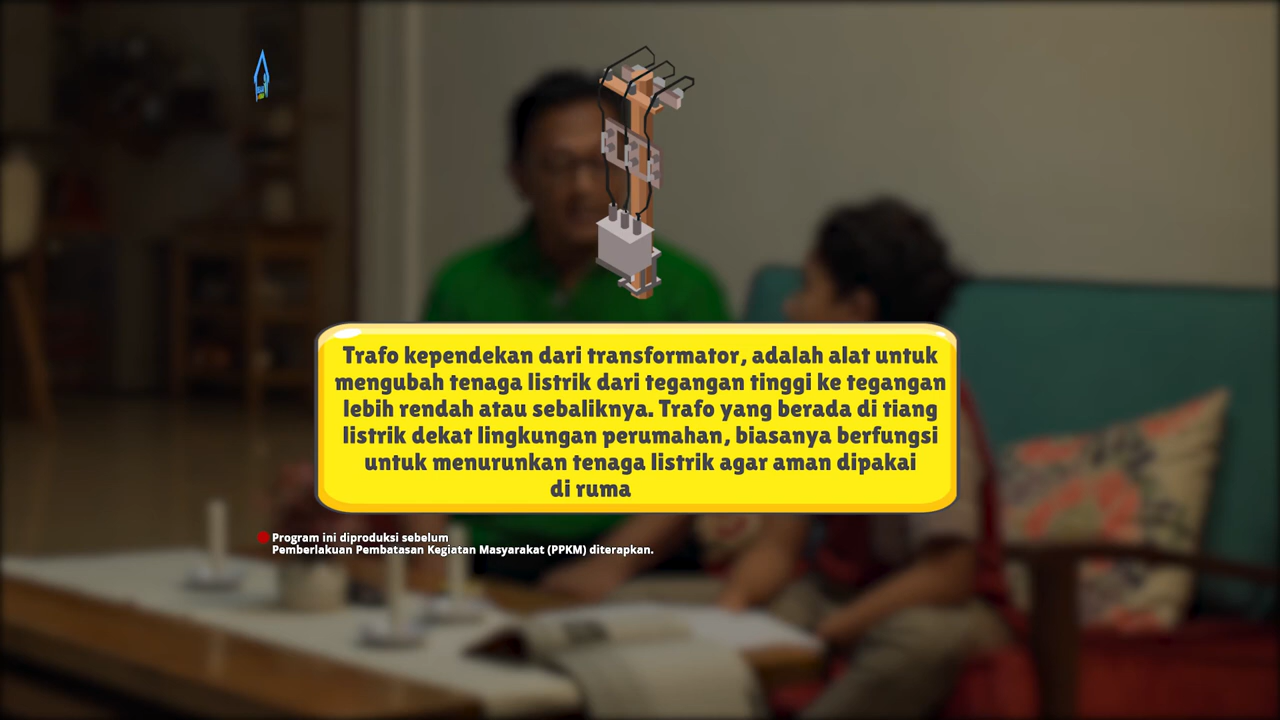 Trafo kependekan dari transformator, adalah alat untuk
mengubah tenaga listrik dari tegangan tinggi ke tegangan
lebih rendah atau sebaliknya. Trafo yang berada di tiang
listrik dekat lingkungan perumahan, biasanya berfungsi
untuk menurunkan tenaga listrik agar aman dipakai
di ruma
Program ini diproduksi sebelum
Pemberlakuan Pembatasan Kegiatan Masyarakat (PPKM) diterapkan.